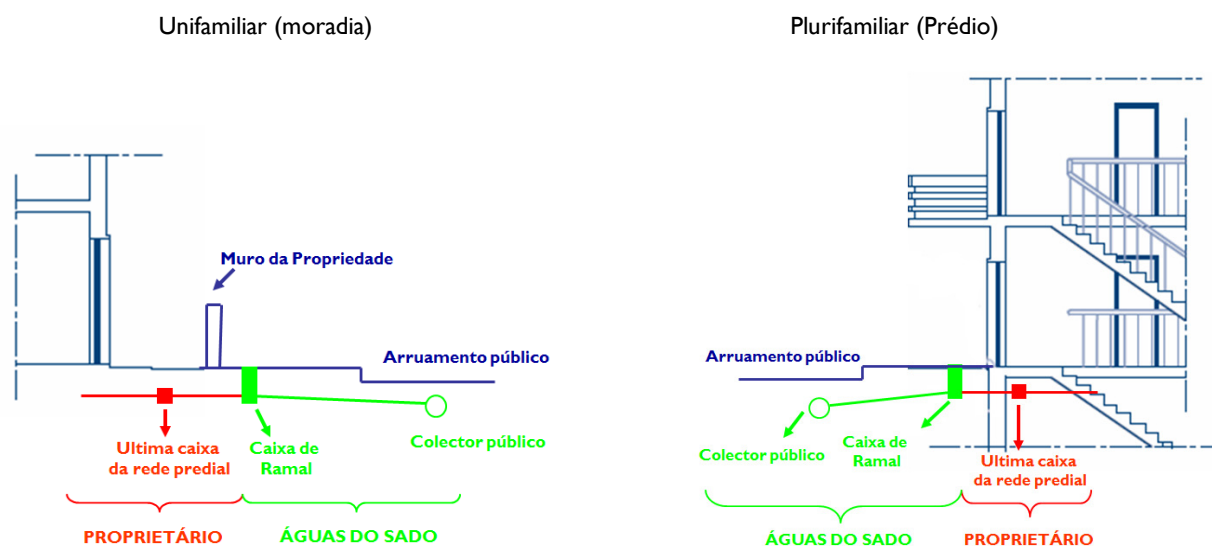 Unifamiliar (moradia)
Muro da Propriedade
Arruamento público
Ultima caixa
da rede predial
Caixa de
Ramal
Colector público
PROPRIETÁRIO
ÁGUAS DO SADO
Plurifamiliar (Prédio)
Arruamento público
Colector público
Caixa de
Ramal
Ultima caixa
da rede predial
ÁGUAS DO SADO
PROPRIETÁRIO